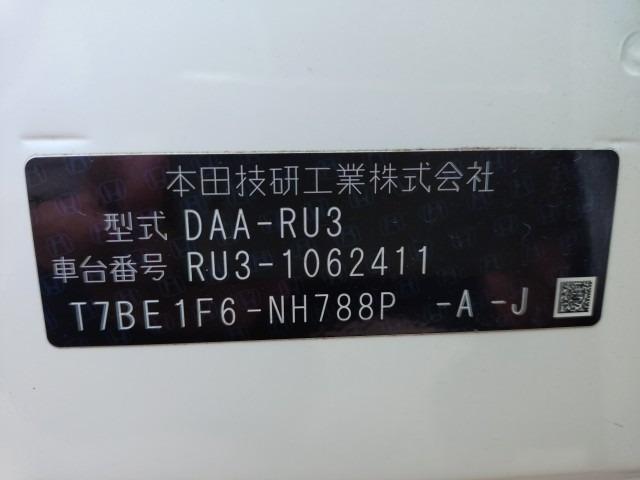 本田技研工業株式会社
型式 DAA-RU3
車台番号 RU3-1062411
T7BE1F6-NH788P -A-J